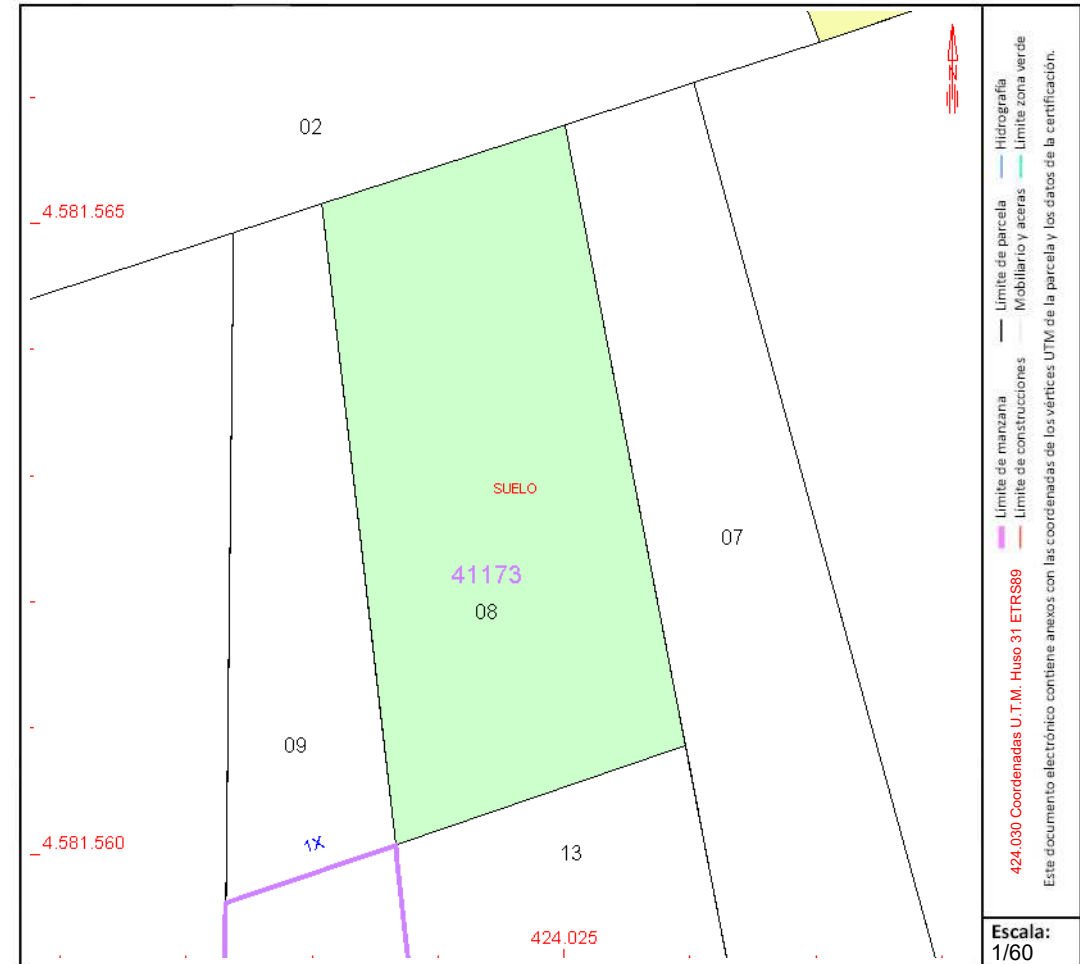 02
4.581.565
SUELO
07
41173
08
09
1X
4.581.560
13
424.025
N
424.030 Coordenadas U.T.M. Huso 31 ETRS89
Límite de manzana
Límite de parcela
Hidrografía
Límite de construcciones
Mobiliario y aceras
Límite zona verde
Este documento electrónico contiene anexos con las coordenadas de los vértices UTM de la parcela y los datos de la certificación.
Escala:
1/60